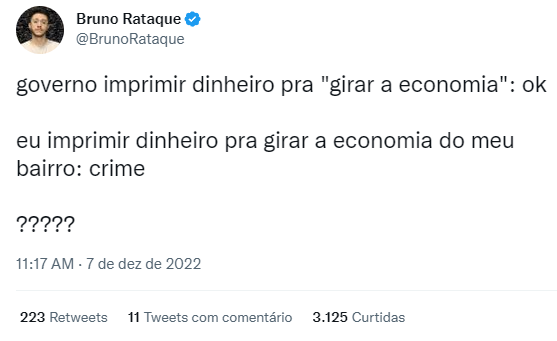 Bruno Rataque
@BrunoRataque
governo imprimir dinheiro pra "girar a economia": ok
eu imprimir dinheiro pra girar a economia do meu
bairro: crime
?????
11:17 AM · 7 de dez de 2022
223 Retweets 11 Tweets com comentário 3.125 Curtidas